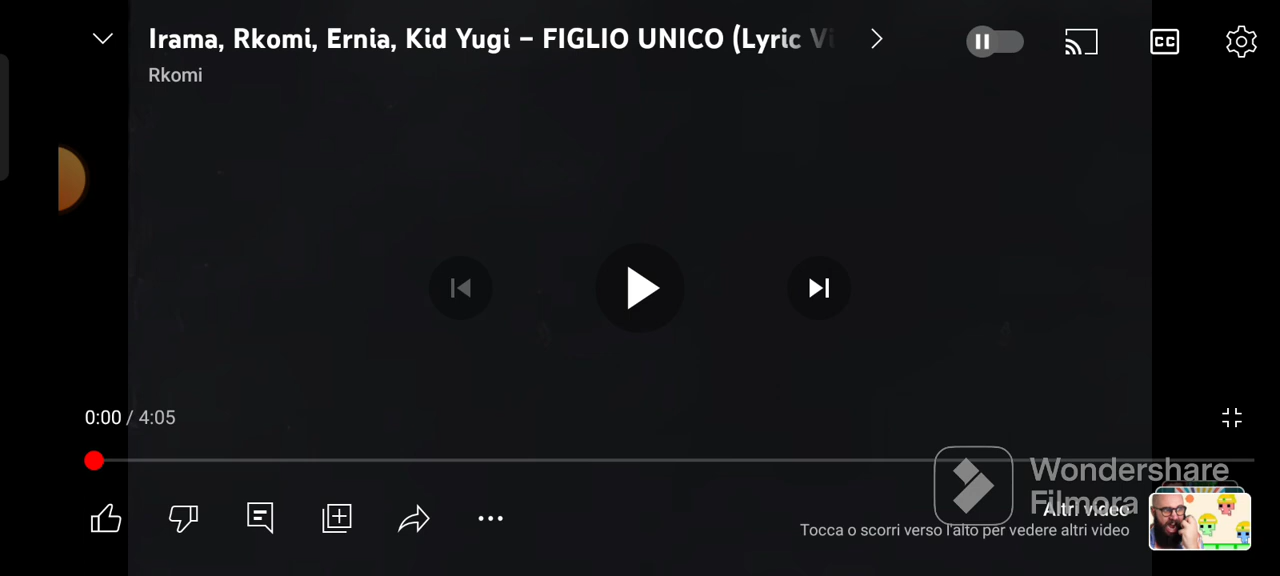 Irama, Rkomi, Ernia, Kid Yugi – FIGLIO UNICO (Lyric Vi
Rkomi
CC
0:00 / 4:05
Wondershare
Filmora
Altri video
Tocca o scorri verso l'alto per vedere altri video